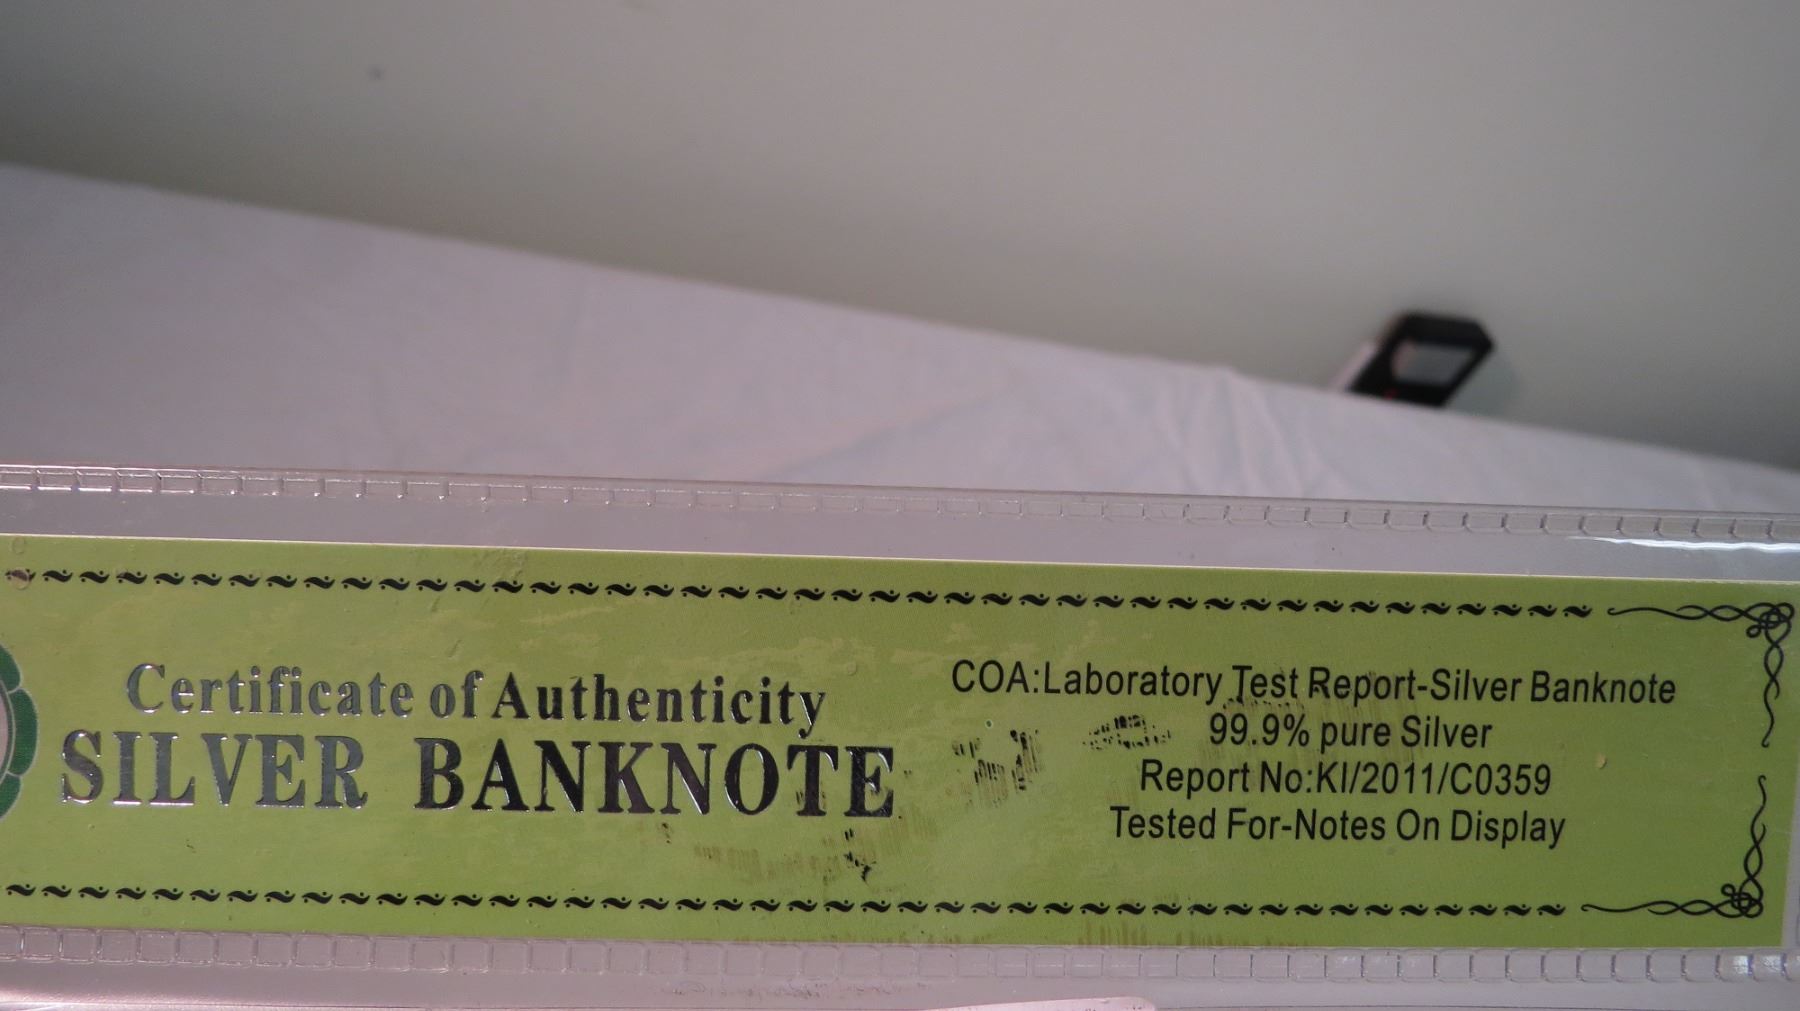 Certificate of Authenticity
SILVER BANKNOTE
COA:Laboratory Test Report-Silver Banknote
99.9% pure Silver
Report No:KI/2011/C0359
Tested For-Notes On Display